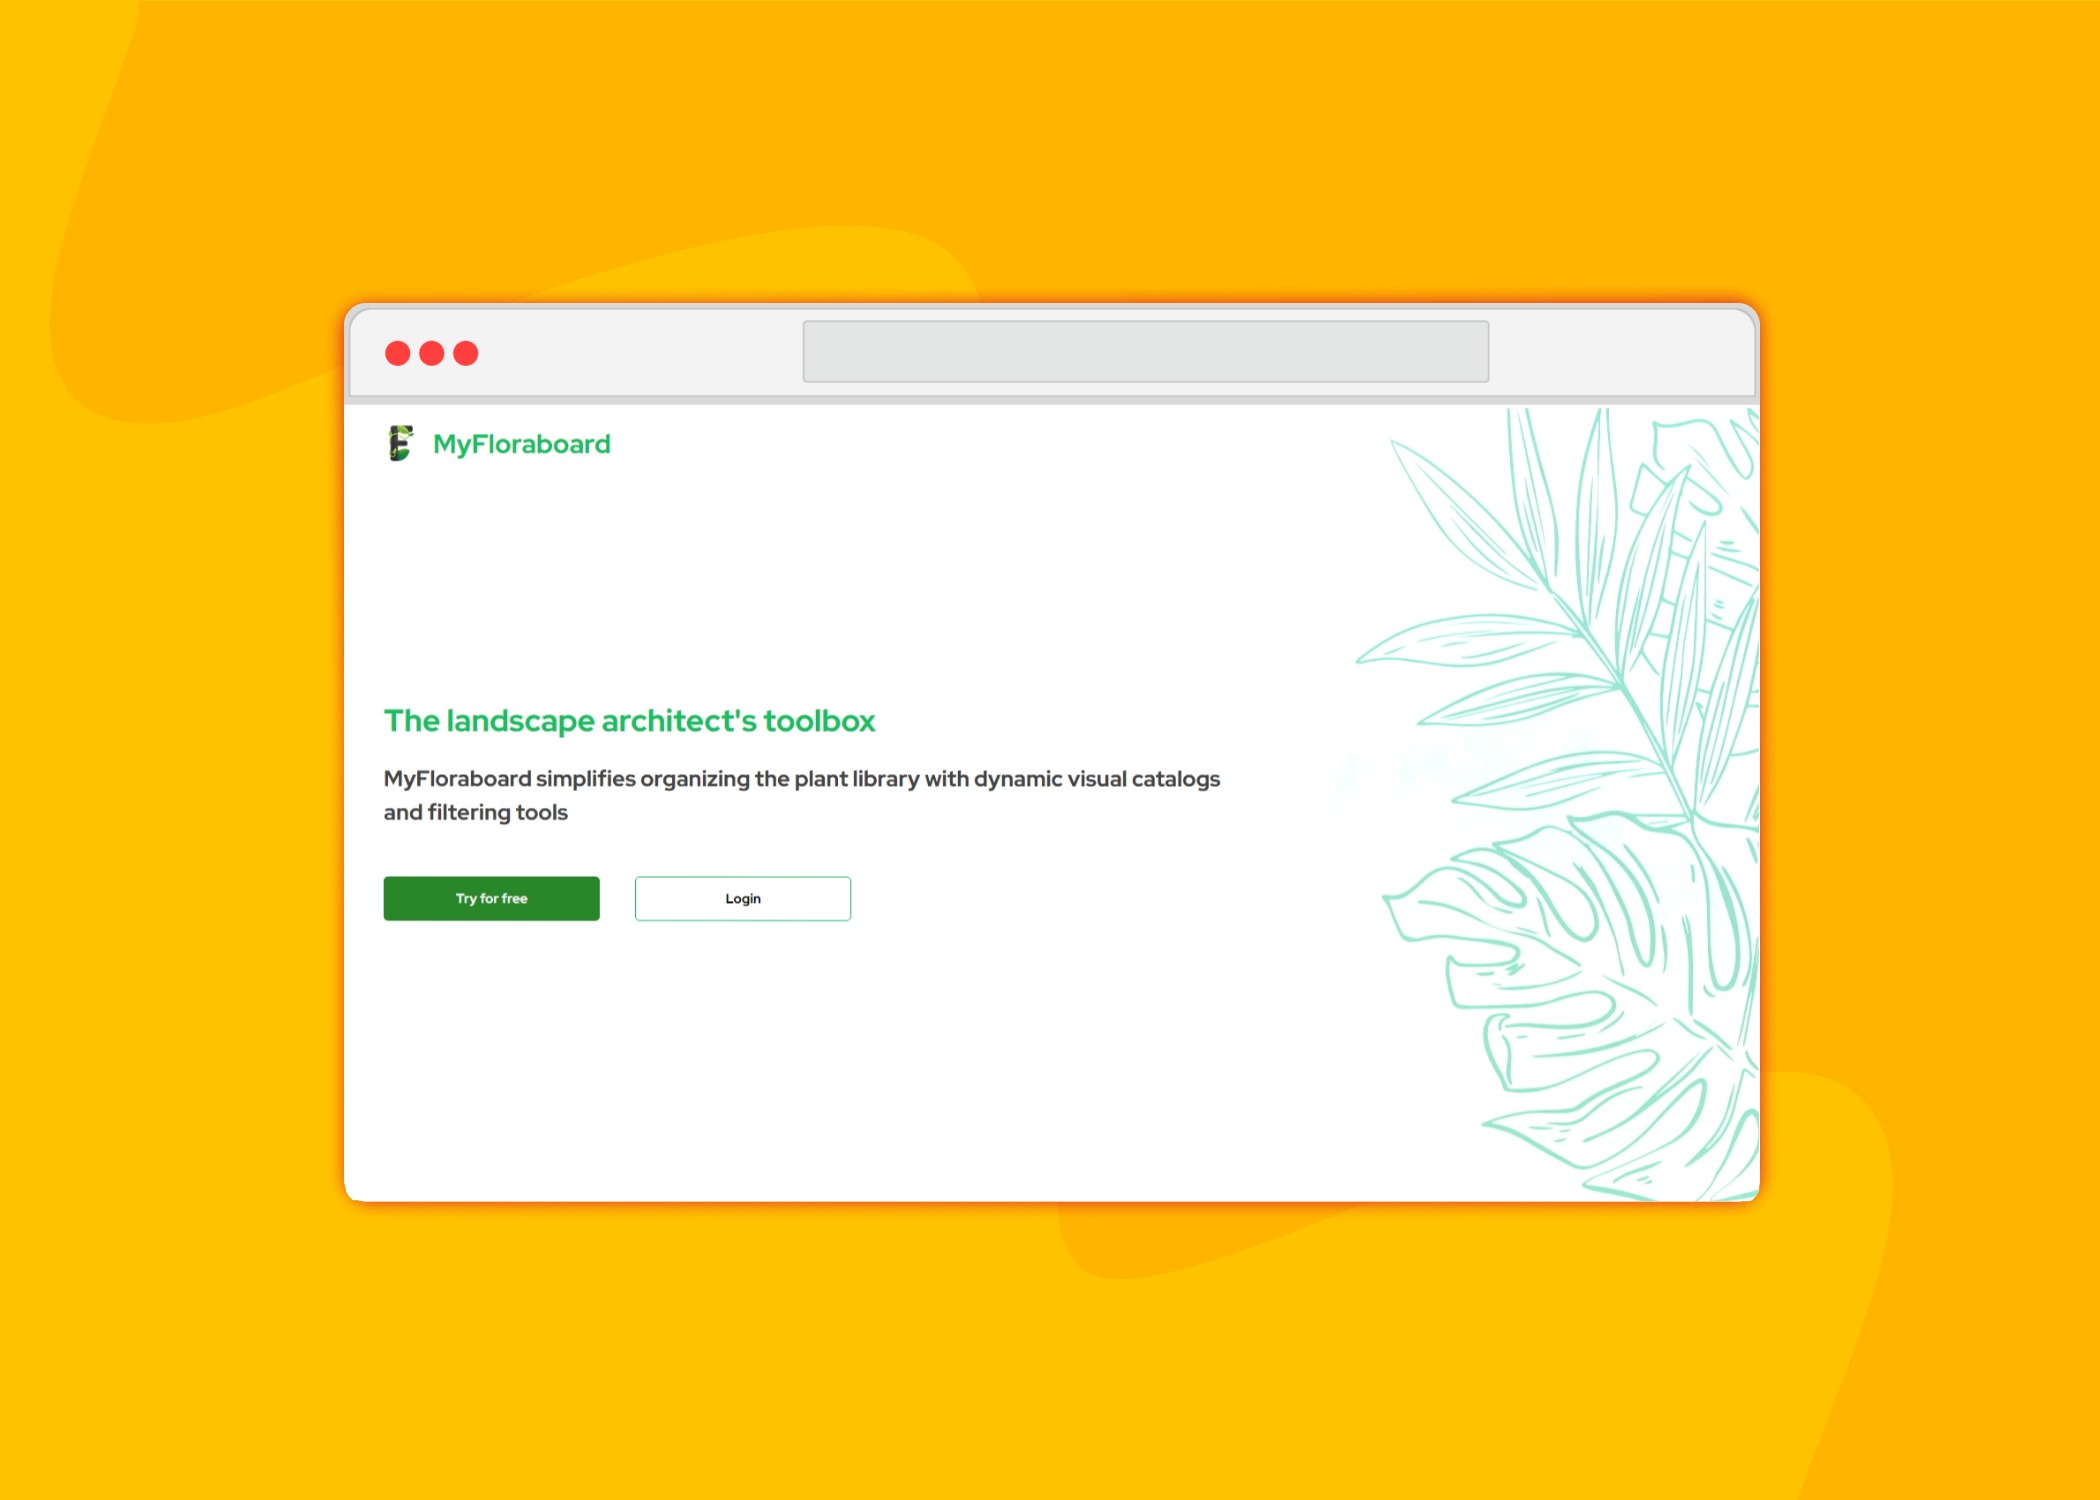 MyFloraboard
The landscape architect's toolbox
MyFloraboard simplifies organizing the plant library with dynamic visual catalogs
and filtering tools
Try for free
Login